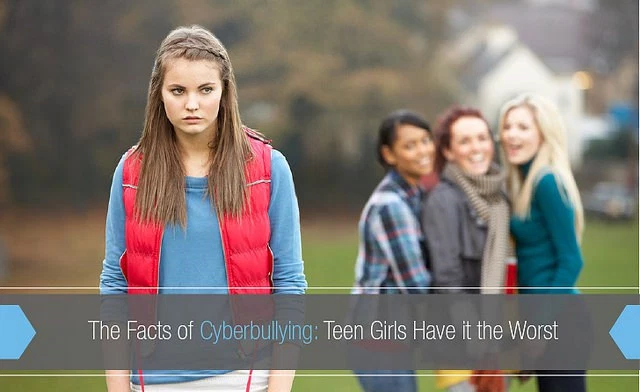 The Facts of Cyberbullying: Teen Girls Have it the Worst